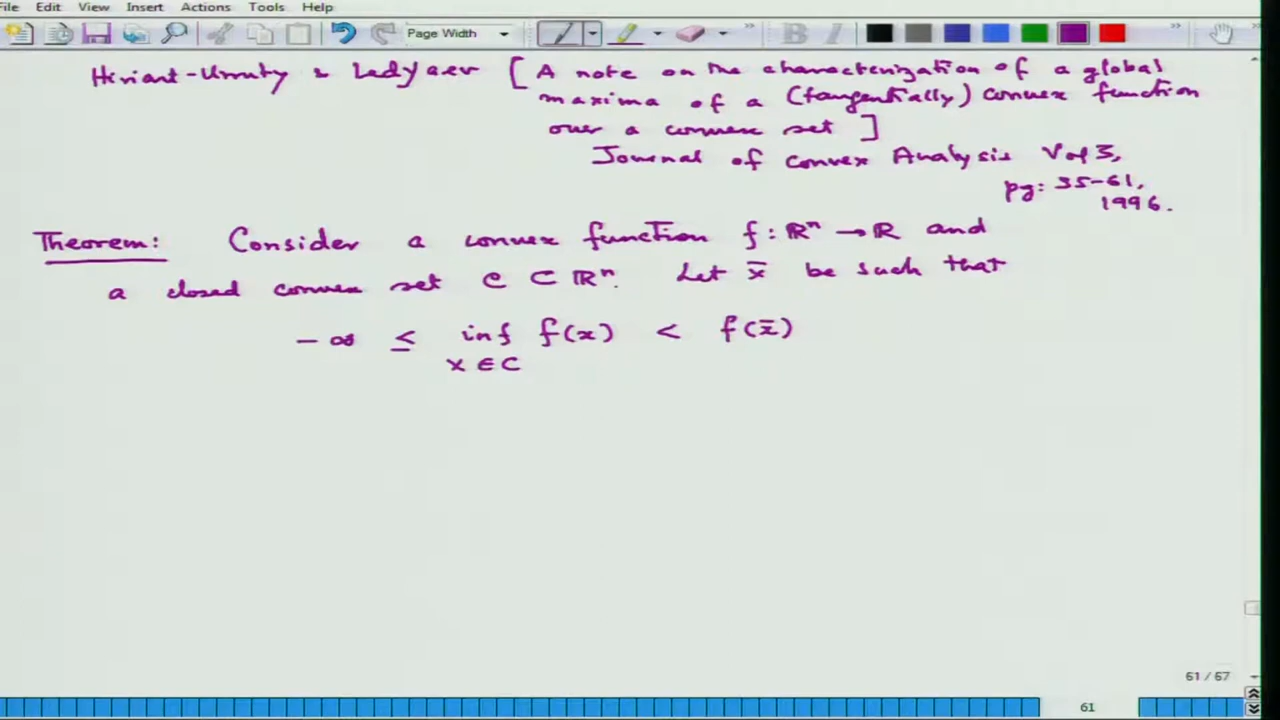 File Edit View Insert Actions Tools Help
Page Width
Hiriart-Urruty & Ledyaev [A note on the characterization of a global
maxima of a (tangentially) convex function
over a convex set]
Journal of Convex Analysis Vol 3,
pg: 35-61,
1996.
Theorem: Consider a convex function f: ℝⁿ → ℝ and
a closed convex set C ⊂ ℝⁿ. Let x̄ be such that
-∞ ≤ inf f(x) < f(x̄)
x ∈ C
61 / 67
61